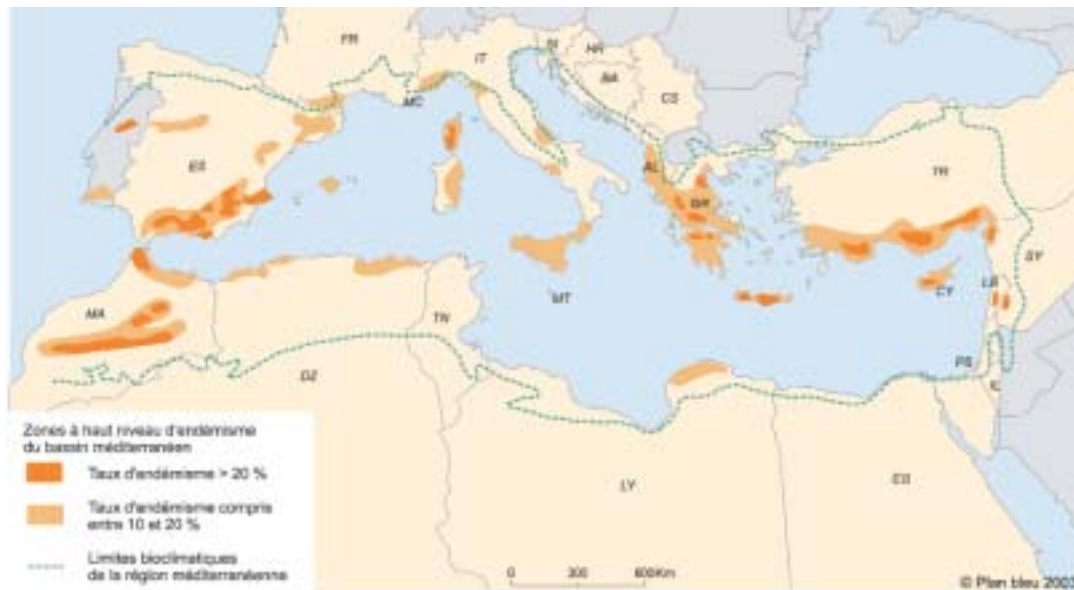 FR
IT
SI
HR
BA
CS
MC
ES
AL
GR
TR
SY
MA
TN
MT
CY
LB
DZ
PS
IL
LY
EG
Zones à haut niveau d'endémisme
du bassin méditerranéen
Taux d'endémisme > 20 %
Taux d'endémisme compris
entre 10 et 20 %
Limites bioclimatiques
de la région méditerranéenne
0 300 600Km
© Plan bleu 2003